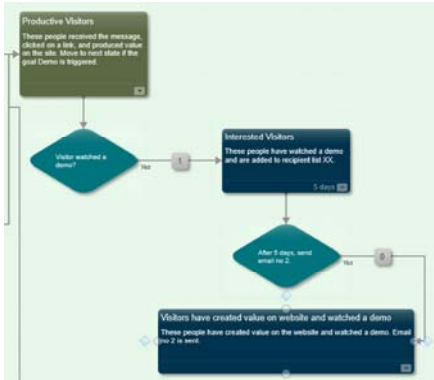 Productive Visitors
These people received the message,
clicked on a link, and produced value
on the site. Move to next state if the
goal Demo is triggered.
Visitor watched a
demo?
Yes
1
Interested Visitors
These people have watched a demo
and are added to recipient list XX.
5 days
After 5 days, send
email no 2.
Yes
0
Visitors have created value on website and watched a demo
These people have created value on the website and watched a demo. Email
no 2 is sent.